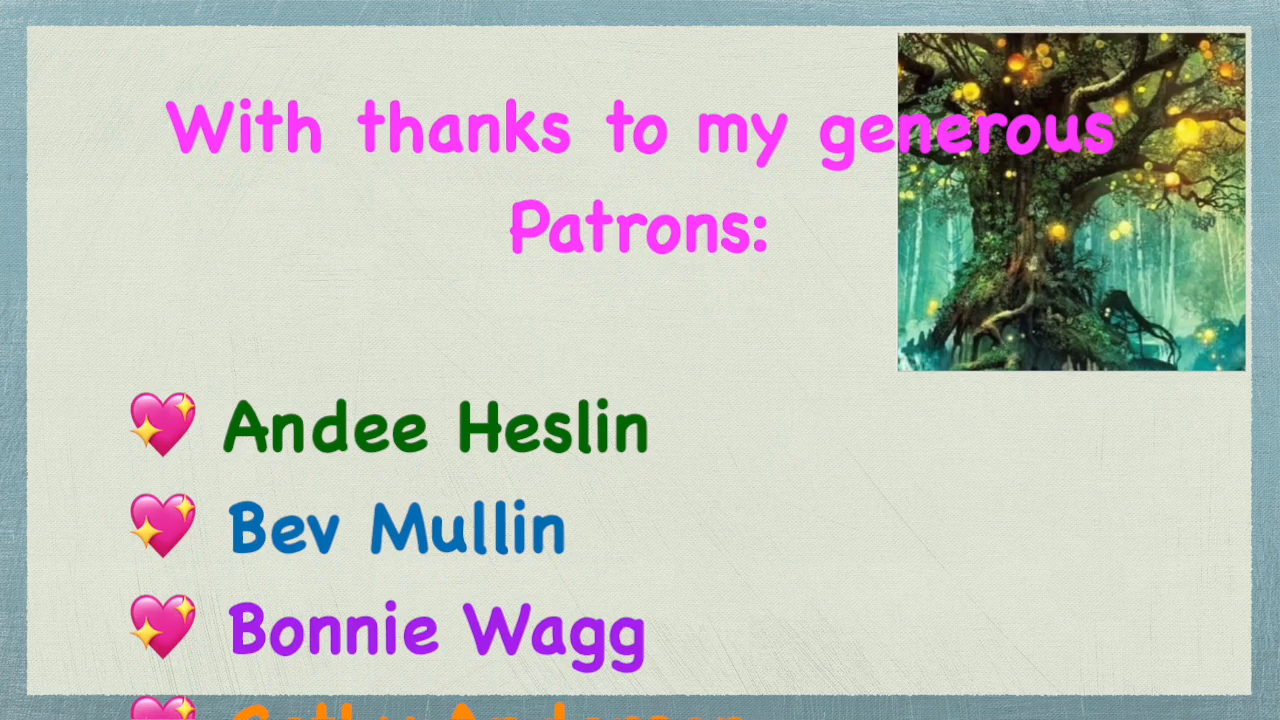 With thanks to my generous
Patrons:
💖 Andee Heslin
💖 Bev Mullin
💖 Bonnie Wagg